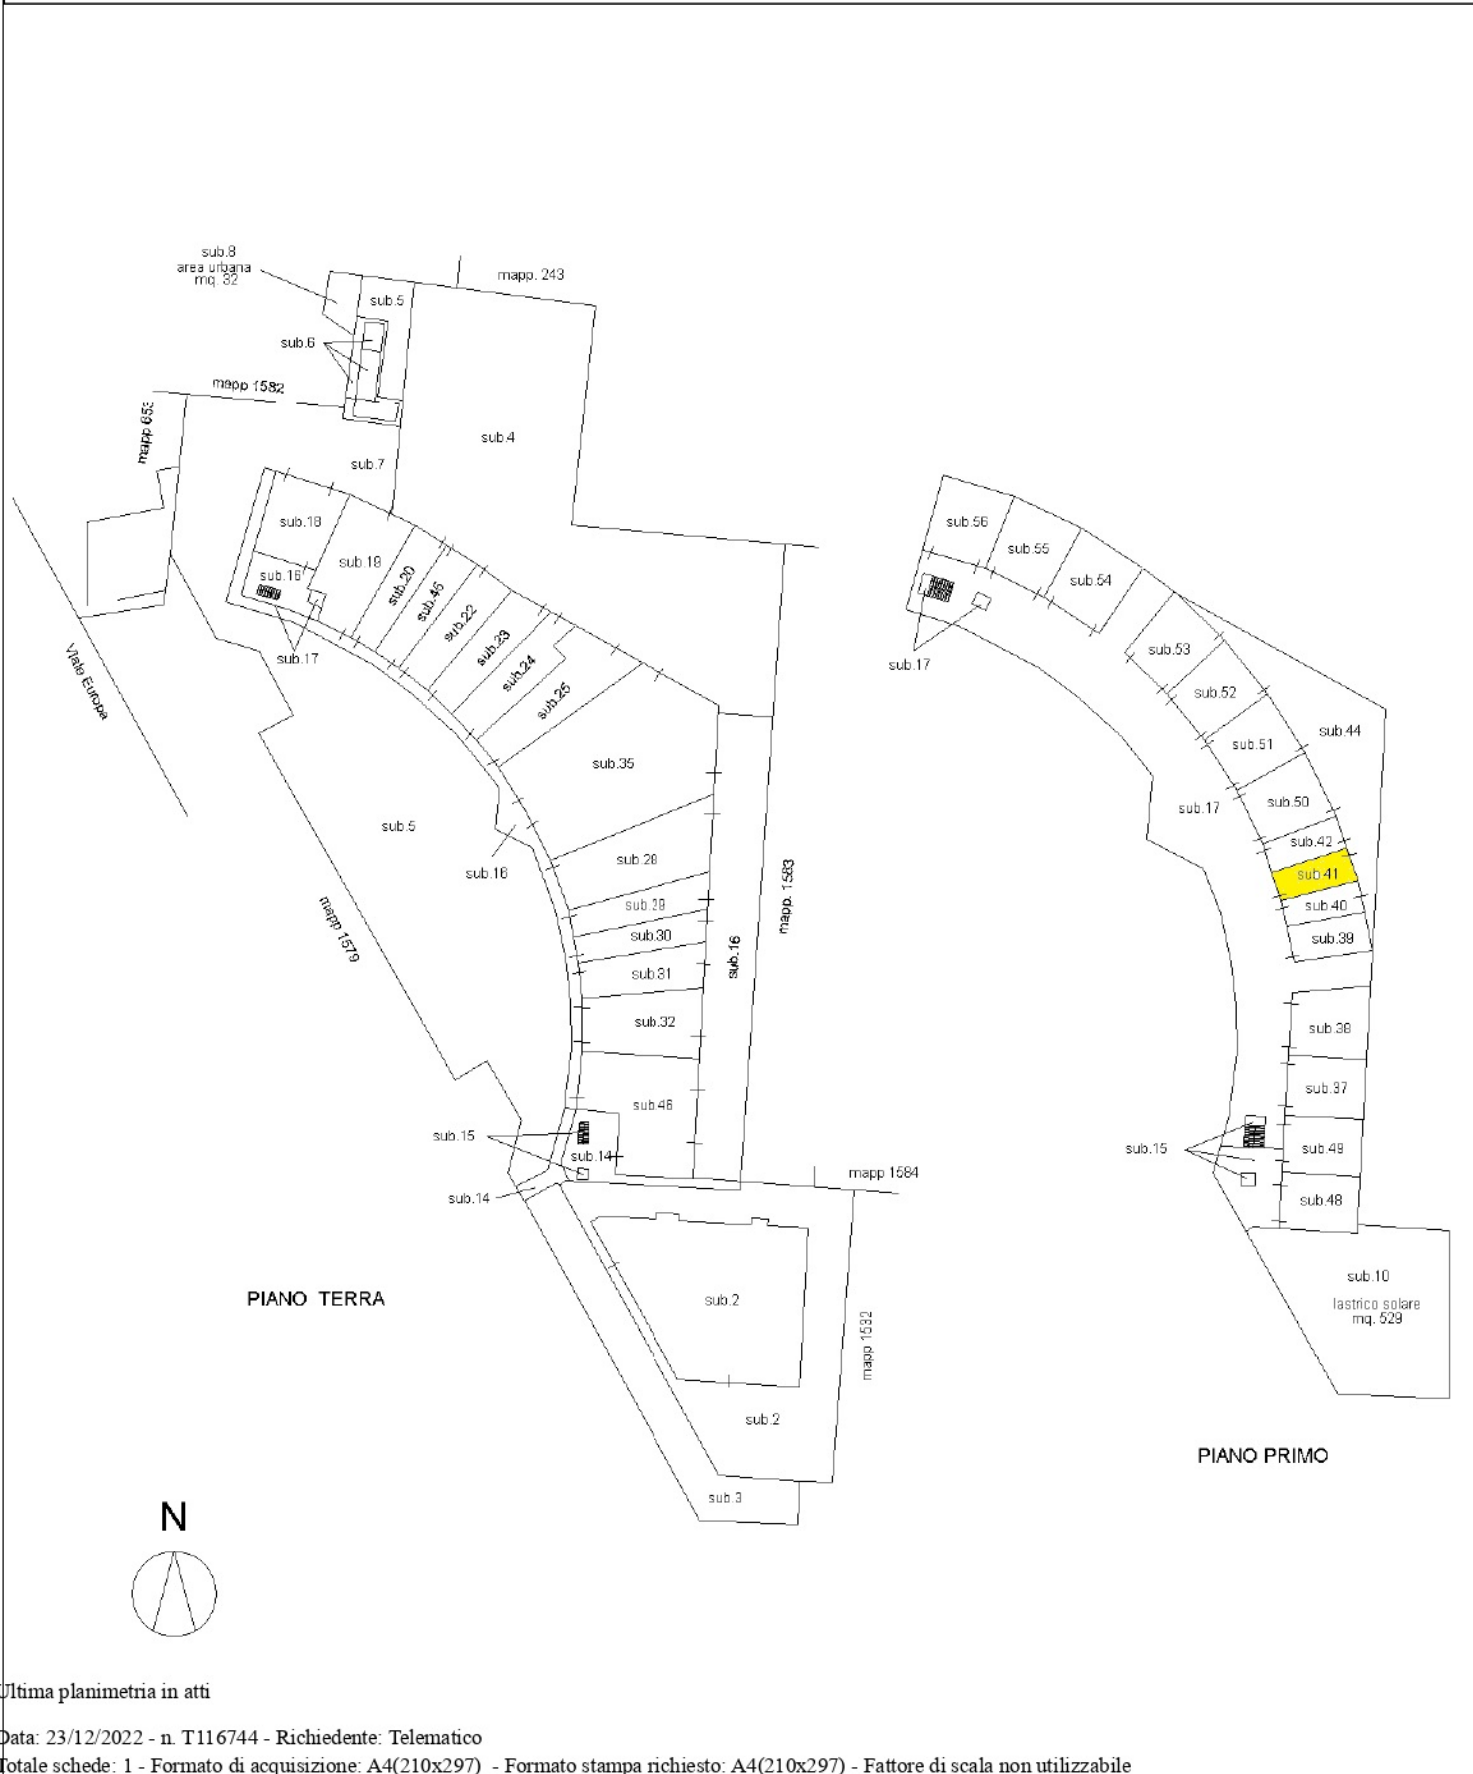 sub.8
area urbana
mq. 32
mapp. 243
sub.5
sub.6
mapp 1582
mapp 653
sub.4
sub.7
sub.18
sub.19
sub.16
sub.20
sub.45
sub.22
sub.23
sub.24
sub.25
sub.17
Viale Europa
sub.35
sub.5
sub.16
sub.28
sub.29
sub.30
sub.31
sub.32
sub.16
mapp. 1583
mapp 1579
sub.46
sub.15
sub.14
sub.14
mapp 1584
sub.2
mapp 1532
sub.2
sub.3
PIANO TERRA
sub.56
sub.55
sub.54
sub.53
sub.52
sub.51
sub.44
sub.50
sub.17
sub.17
sub.42
sub 41
sub.40
sub.39
sub.38
sub.37
sub.49
sub.15
sub.48
sub.10
lastrico solare
mq. 529
PIANO PRIMO
N
Ultima planimetria in atti
Data: 23/12/2022 - n. T116744 - Richiedente: Telematico
Totale schede: 1 - Formato di acquisizione: A4(210x297) - Formato stampa richiesto: A4(210x297) - Fattore di scala non utilizzabile